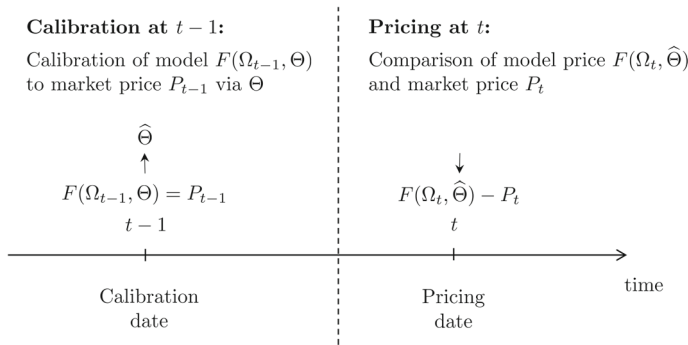 Calibration at t − 1:
Calibration of model F(Ω_{t−1}, Θ)
to market price P_{t−1} via Θ
Θ̂
F(Ω_{t−1}, Θ) = P_{t−1}
t − 1
Calibration
date
Pricing at t:
Comparison of model price F(Ω_t, Θ̂)
and market price P_t
F(Ω_t, Θ̂) − P_t
t
Pricing
date
time